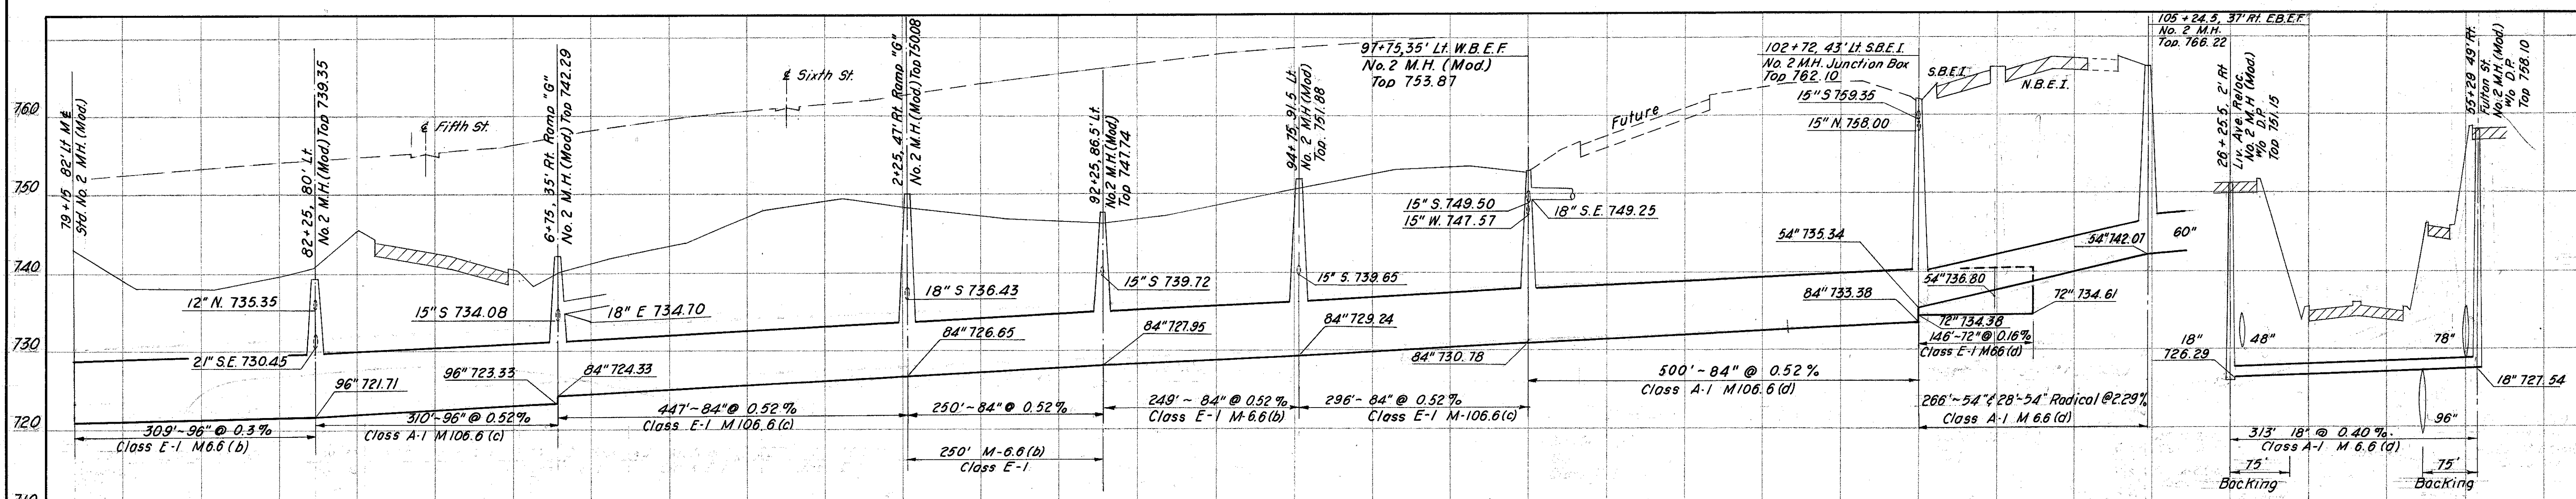 760
750
740
730
720
710
79+15 82' Lt M ℄
Std. No. 2 MH. (Mod.)
℄ Fifth St.
82+25, 80' Lt.
No. 2 M.H. (Mod.) Top 739.35
12" N. 735.35
21" S.E. 730.45
96" 721.71
309'~96" @ 0.3%
Class E-1 M6.6(b)
310'~96" @ 0.52%
Class A-1 M106.6(c)
6+75, 35' Rt. Ramp "G"
No. 2 M.H. (Mod.) Top 742.29
15" S 734.08
18" E 734.70
96" 723.33
84" 724.33
447'~84" @ 0.52%
Class E-1 M106.6(c)
℄ Sixth St.
2+25, 47' Rt. Ramp "G"
No. 2 M.H. (Mod.) Top 750.08
18" S 736.43
84" 726.65
250'~84" @ 0.52%
250' M-6.6(b)
Class E-1
92+25, 86.5' Lt.
No. 2 M.H. (Mod)
Top 747.74
15" S 739.72
84" 727.95
249'~84" @ 0.52%
Class E-1 M-6.6(b)
94+75, 91.5 Lt.
No. 2 M.H (Mod)
Top. 751.88
15" S. 739.65
84" 729.24
296'~84" @ 0.52%
Class E-1 M-106.6(c)
97+75, 35' Lt. W.B.E.F.
No. 2 M.H. (Mod.)
Top 753.87
15" S. 749.50
15" W. 747.57
18" S.E. 749.25
84" 730.78
500'~84" @ 0.52%
Class A-1 M106.6(d)
Future
102+72, 43' Lt. S.B.E.I.
No. 2 M.H. Junction Box
Top 762.10
15" S 759.35
15" N. 758.00
54" 735.34
84" 733.38
S.B.E.I.
N.B.E.I.
54" 736.80
72" 734.61
72" 734.38
146'~72" @ 0.16%
Class E-1 M66(d)
266'~54" & 28'~54" Radical @ 2.29%
Class A-1 M 6.6(d)
105+24.5, 37' Rt. E.B.E.F.
No. 2 M.H.
Top. 766.22
54" 742.07
60"
26+25.5, 2' Rt
Liv. Ave. Reloc.
No. 2 M.H (Mod.)
w/o D.P.
Top 751.15
18"
726.29
48"
78"
96"
18" 727.54
313' 18" @ 0.40%.
Class A-1 M 6.6(d)
75'
Backing
75'
Backing
55+29 49' Rt.
Fulton St.
No. 2 M.H. (Mod.)
w/o D.P.
Top 758.10